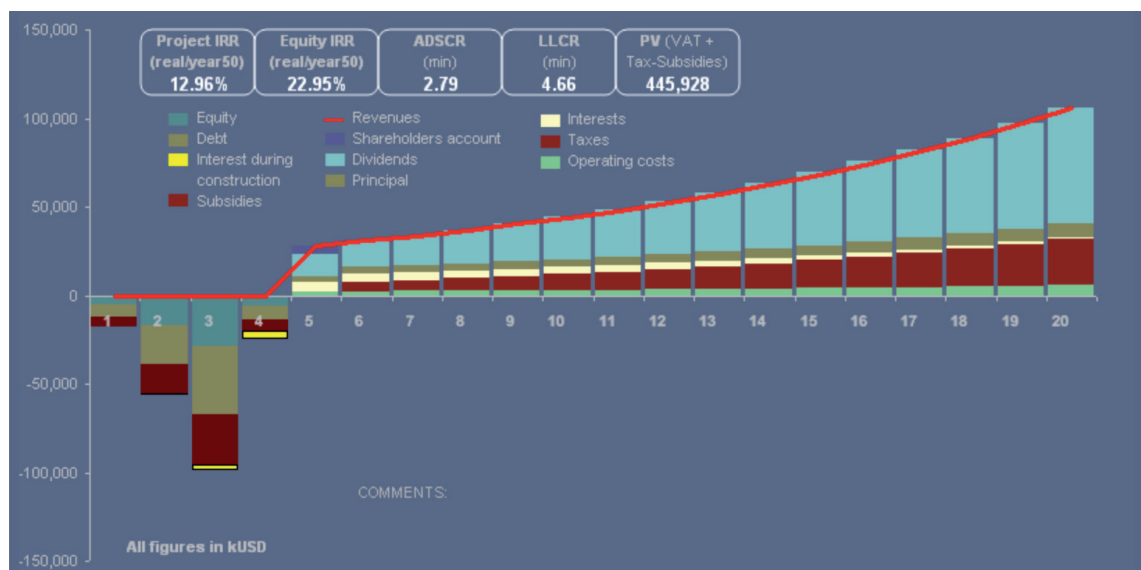 150,000
100,000
50,000
0
-50,000
-100,000
-150,000
Project IRR
(real/year50)
12.96%
Equity IRR
(real/year50)
22.95%
ADSCR
(min)
2.79
LLCR
(min)
4.66
PV (VAT +
Tax-Subsidies)
445,928
Equity
Debt
Interest during
construction
Subsidies
Revenues
Shareholders account
Dividends
Principal
Interests
Taxes
Operating costs
1 2 3 4 5 6 7 8 9 10 11 12 13 14 15 16 17 18 19 20
COMMENTS:
All figures in kUSD